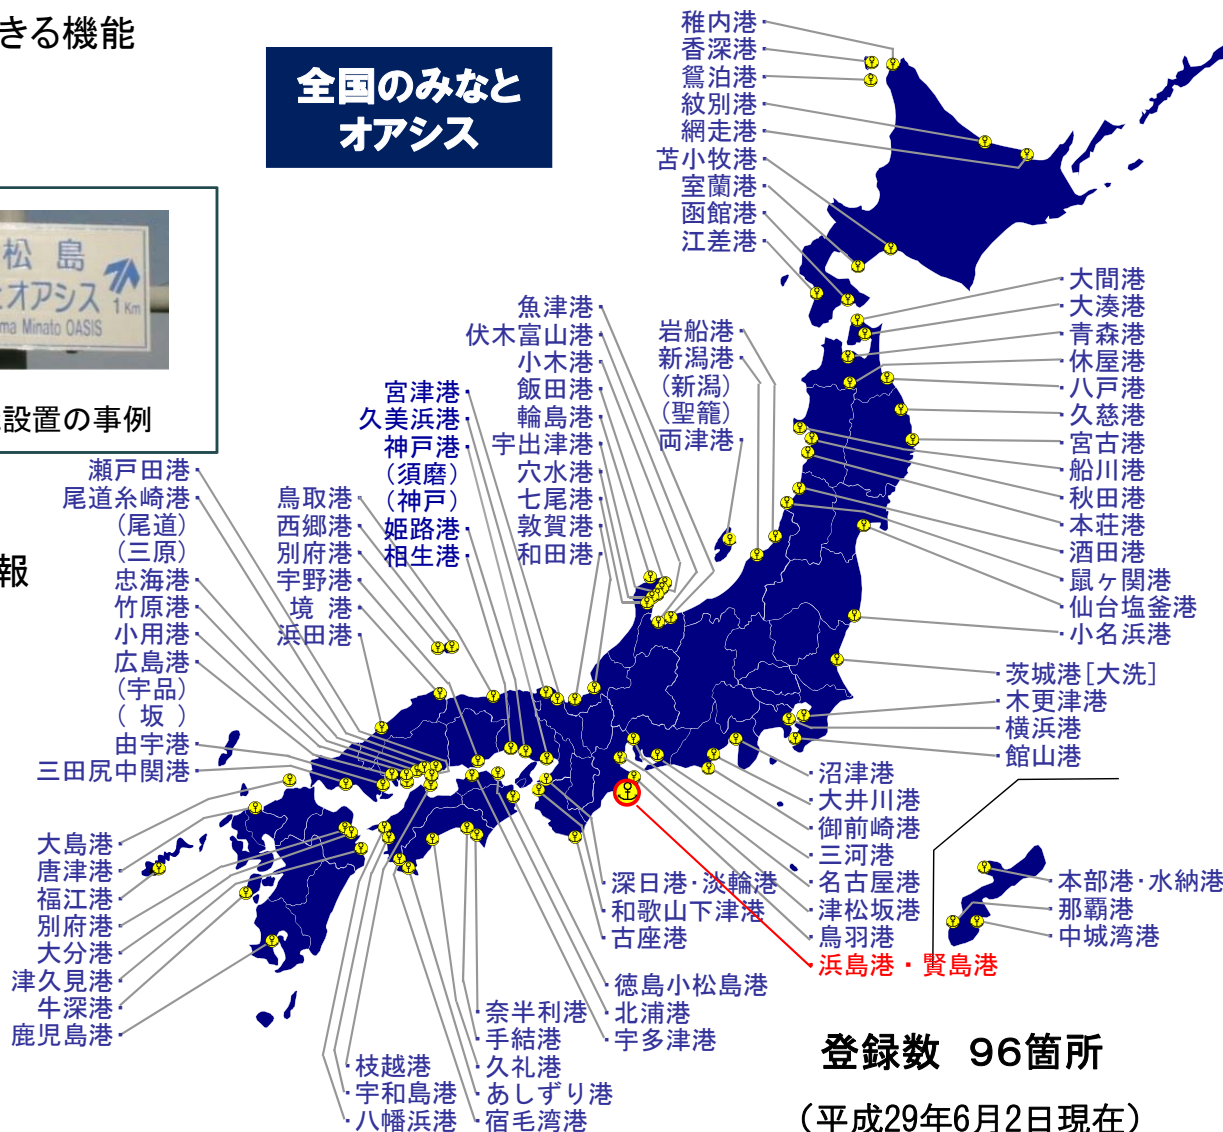 きる機能
全国のみなと
オアシス
松島
とオアシス 1Km
ma Minato OASIS
設置の事例
報
稚内港
香深港
鴛泊港
紋別港
網走港
苫小牧港
室蘭港
函館港
江差港
大間港
大湊港
青森港
休屋港
八戸港
久慈港
宮古港
船川港
秋田港
本荘港
酒田港
鼠ヶ関港
仙台塩釜港
小名浜港
茨城港[大洗]
木更津港
横浜港
館山港
岩船港
新潟港
(新潟)
(聖籠)
両津港
魚津港
伏木富山港
小木港
飯田港
輪島港
宇出津港
穴水港
七尾港
敦賀港
和田港
宮津港
久美浜港
神戸港
(須磨)
(神戸)
姫路港
相生港
鳥取港
西郷港
別府港
宇野港
境 港
浜田港
瀬戸田港
尾道糸崎港
(尾道)
(三原)
忠海港
竹原港
小用港
広島港
(宇品)
( 坂 )
由宇港
三田尻中関港
大島港
唐津港
福江港
別府港
大分港
津久見港
牛深港
鹿児島港
枝越港
宇和島港
八幡浜港
奈半利港
手結港
久礼港
あしずり港
宿毛湾港
徳島小松島港
北浦港
宇多津港
深日港・淡輪港
和歌山下津港
古座港
沼津港
大井川港
御前崎港
三河港
名古屋港
津松坂港
鳥羽港
浜島港・賢島港
本部港・水納港
那覇港
中城湾港
登録数 96箇所
(平成29年6月2日現在)